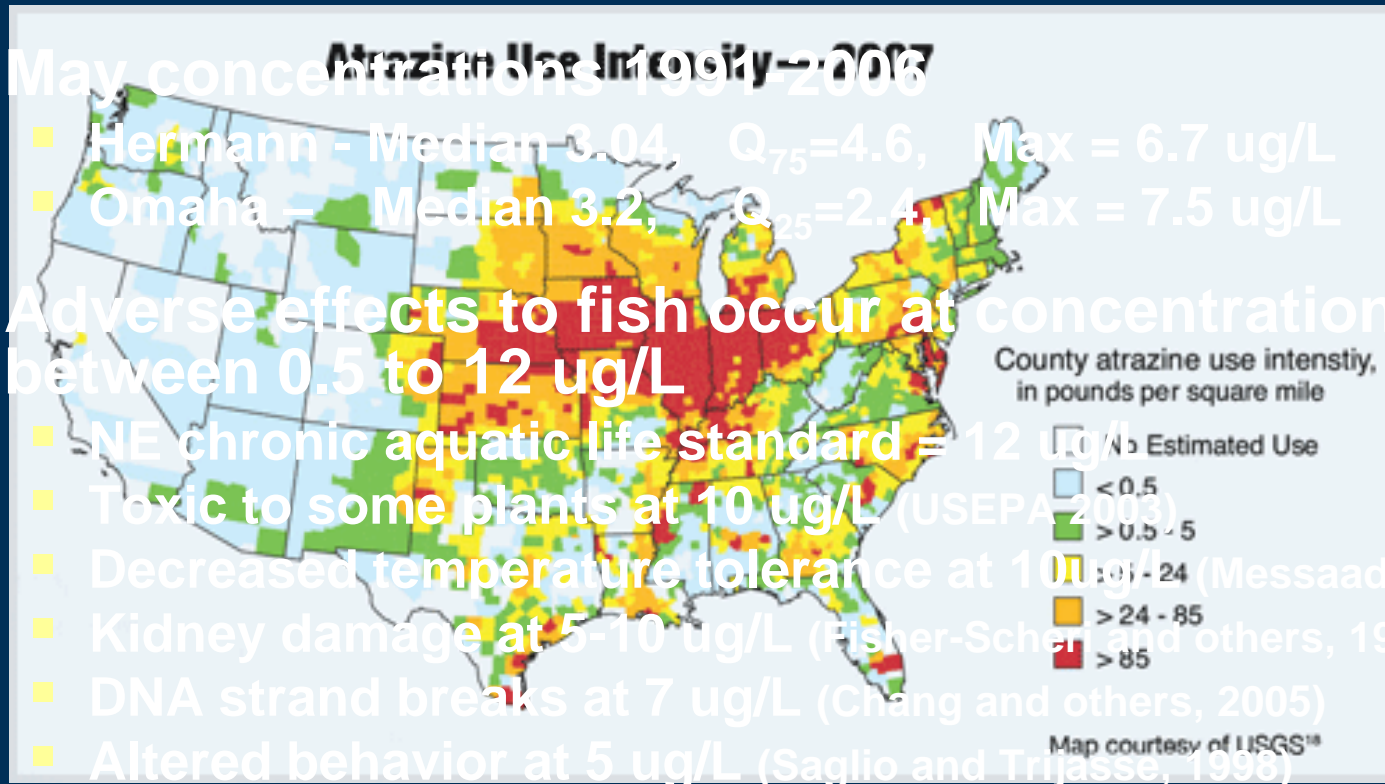 Atrazine Use Intensity—2007
May concentrations 1991-2006
Hermann - Median 3.04, Q75=4.6, Max = 6.7 ug/L
Omaha – Median 3.2, Q25=2.4, Max = 7.5 ug/L
Adverse effects to fish occur at concentration
between 0.5 to 12 ug/L
NE chronic aquatic life standard = 12 ug/L
Toxic to some plants at 10 ug/L (USEPA 2003)
Decreased temperature tolerance at 10ug/L (Messaad
Kidney damage at 5-10 ug/L (Fisher-Scherl and others, 19
DNA strand breaks at 7 ug/L (Chang and others, 2005)
Altered behavior at 5 ug/L (Saglio and Trijasse, 1998)
County atrazine use intenstiy,
in pounds per square mile
No Estimated Use
< 0.5
> 0.5 - 5
> 5 - 24
> 24 - 85
> 85
Map courtesy of USGS¹⁸